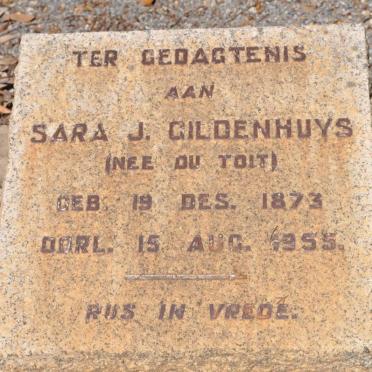 TER GEDAGTENIS
AAN
SARA J. GILDENHUYS
(NEE DU TOIT)
GEB. 19 DES. 1873
OORL. 15 AUG. 1955.
RUS IN VREDE.